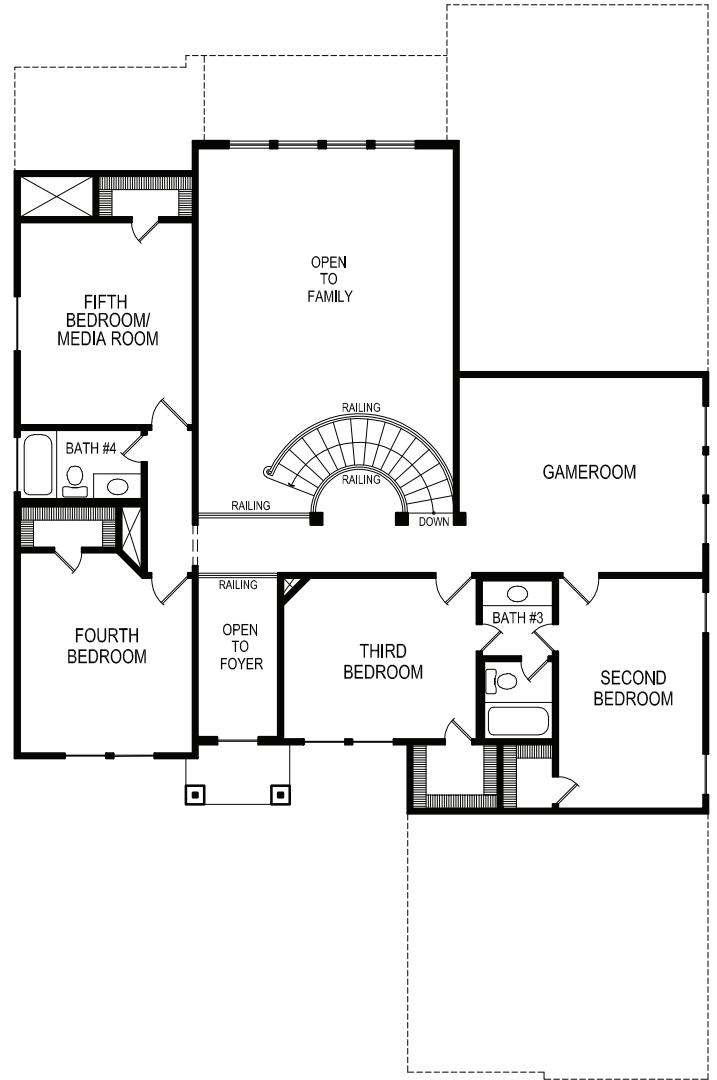 OPEN
TO
FAMILY
FIFTH
BEDROOM/
MEDIA ROOM
RAILING
BATH #4
RAILING
GAMEROOM
RAILING
DOWN
RAILING
FOURTH
BEDROOM
OPEN
TO
FOYER
THIRD
BEDROOM
BATH #3
SECOND
BEDROOM